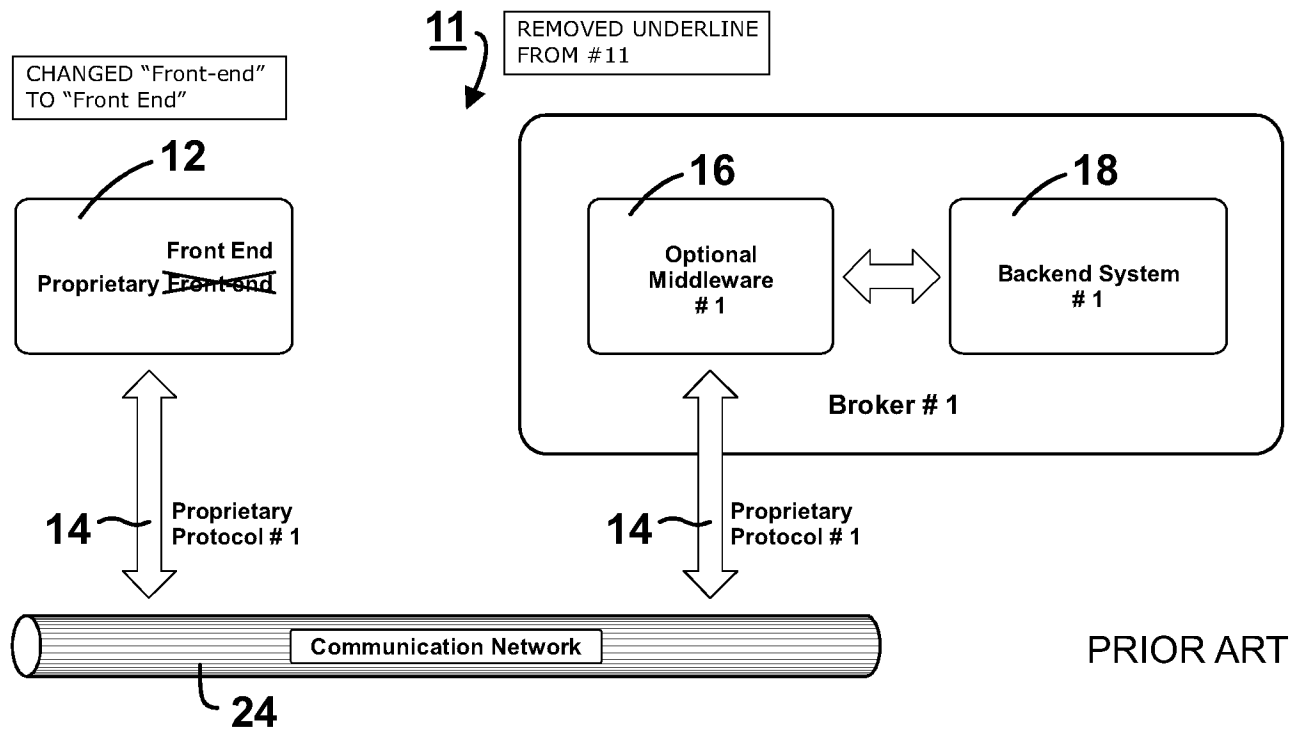 11
REMOVED UNDERLINE
FROM #11
CHANGED “Front-end”
TO “Front End”
12
16
18
Front End
Proprietary Front-end
Optional
Middleware
# 1
Backend System
# 1
Broker # 1
14
Proprietary
Protocol # 1
14
Proprietary
Protocol # 1
Communication Network
PRIOR ART
24